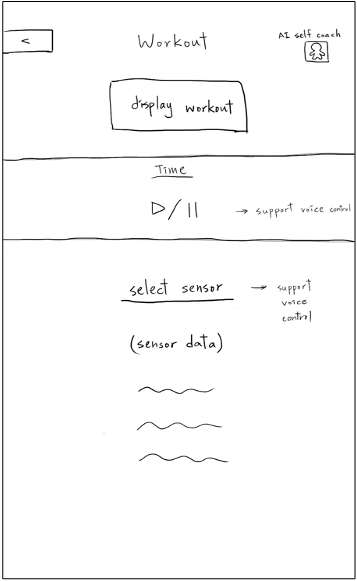 <
Workout
AI self coach
display workout
Time
▷/||
→ support voice control
select sensor
→ support
voice
control
(sensor data)